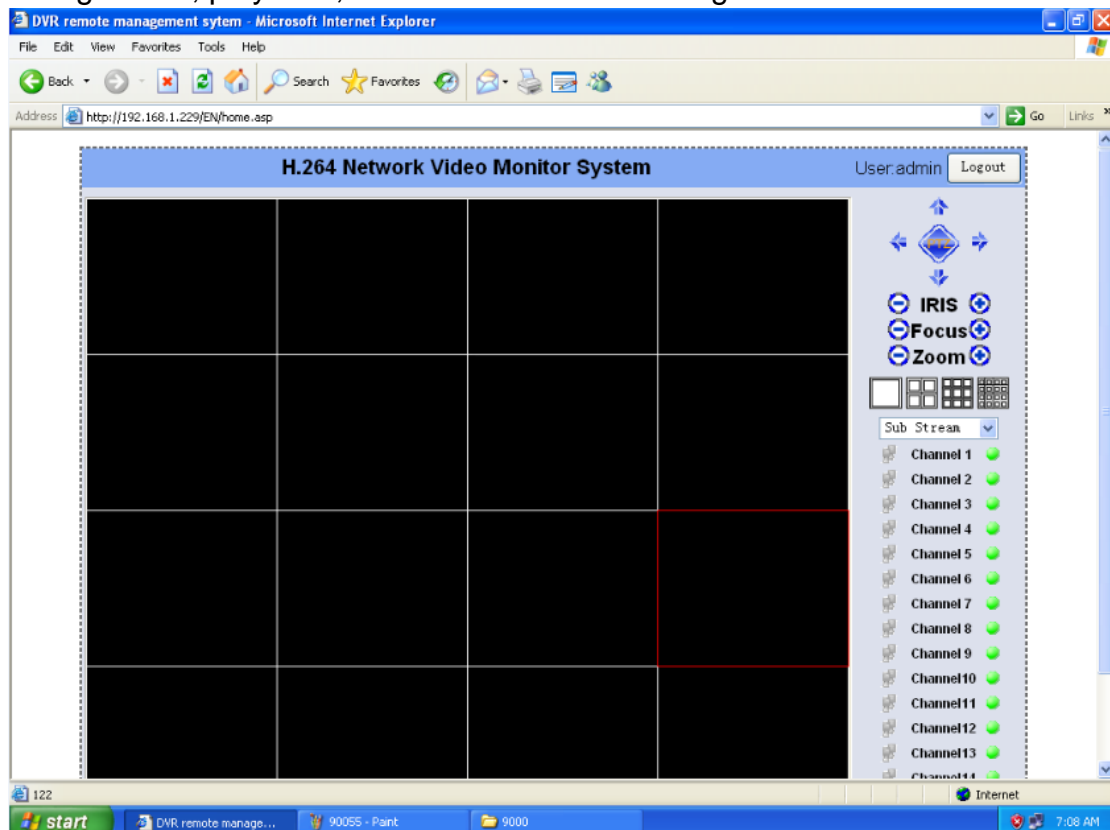 DVR remote management sytem - Microsoft Internet Explorer
File Edit View Favorites Tools Help
Back Search Favorites
Address http://192.168.1.229/EN/home.asp Go Links »
H.264 Network Video Monitor System User:admin Logout
PTZ
IRIS
Focus
Zoom
Sub Stream
Channel 1
Channel 2
Channel 3
Channel 4
Channel 5
Channel 6
Channel 7
Channel 8
Channel 9
Channel10
Channel11
Channel12
Channel13
Channel14
122 Internet
start DVR remote manage... 90055 - Paint 9000 7:08 AM